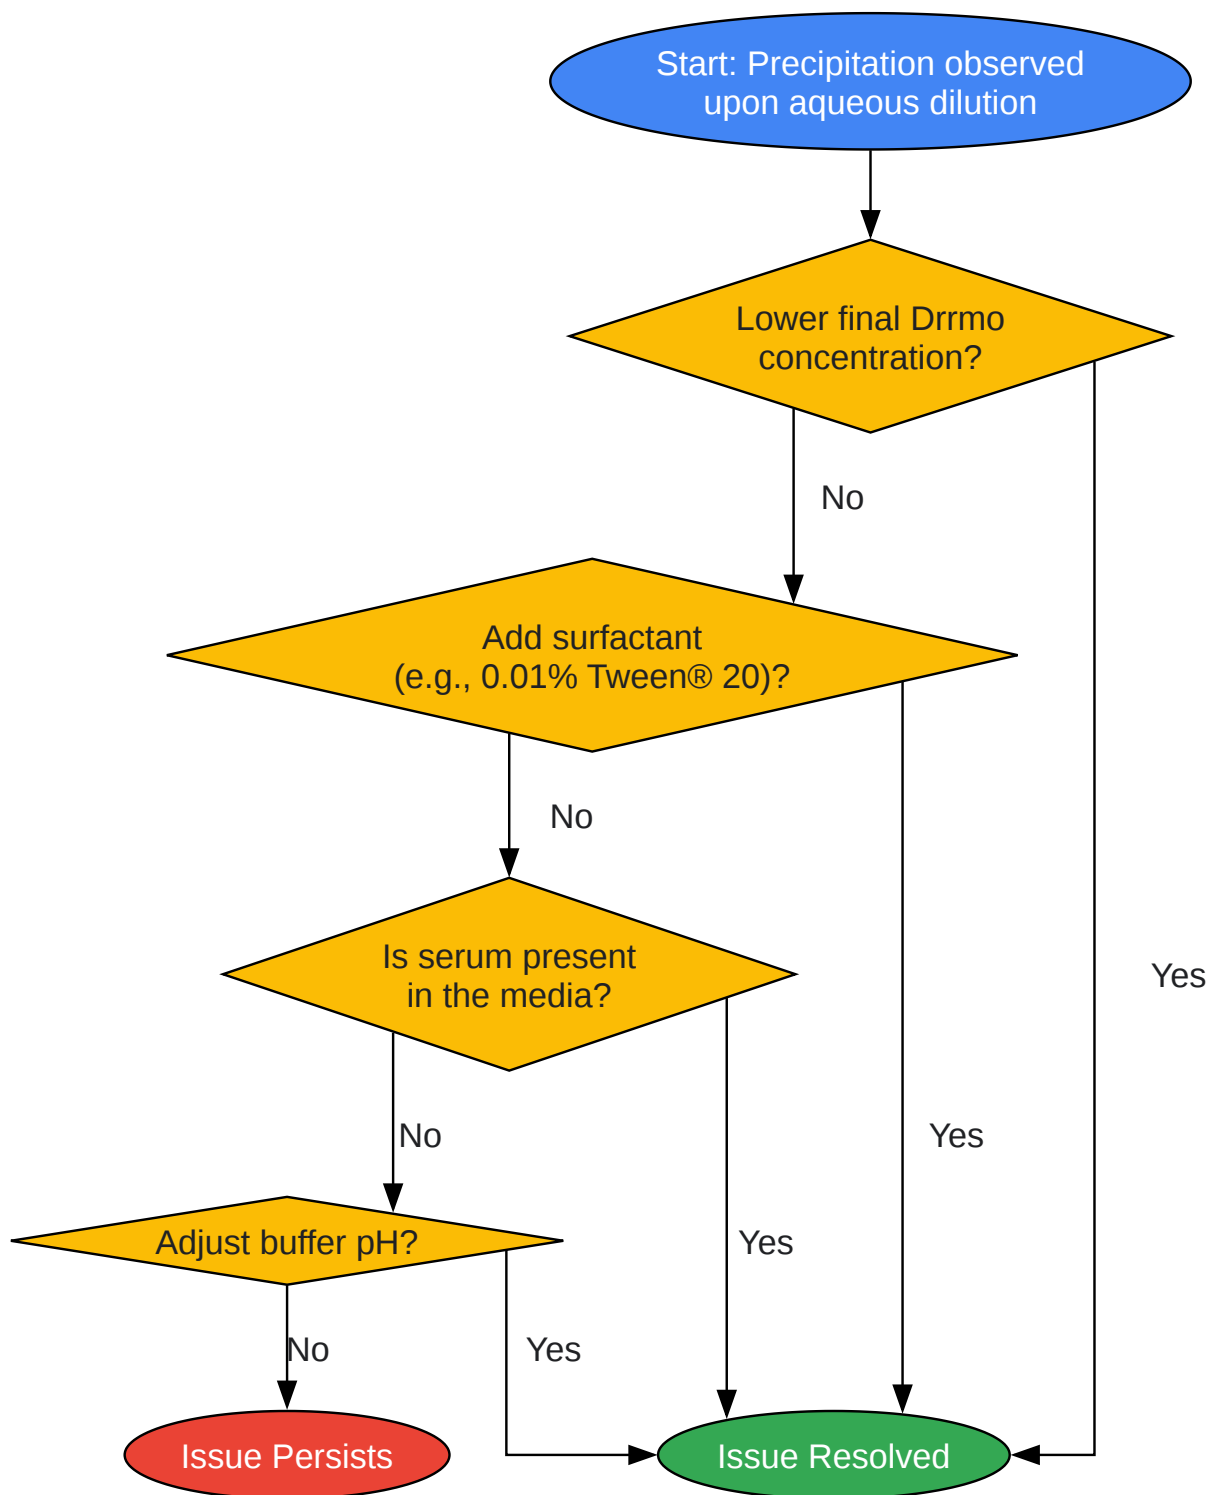 Start: Precipitation observed
upon aqueous dilution
Lower final Drrmo
concentration?
No
Add surfactant
(e.g., 0.01% Tween® 20)?
No
Is serum present
in the media?
Yes
No
Yes
Adjust buffer pH?
Yes
No
Yes
Issue Persists
Issue Resolved